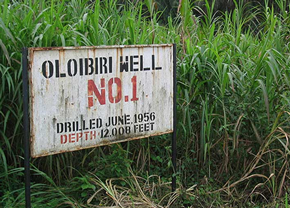 OLOIBIRI WELL
NO.1
DRILLED JUNE.1956
DEPTH 12,008 FEET